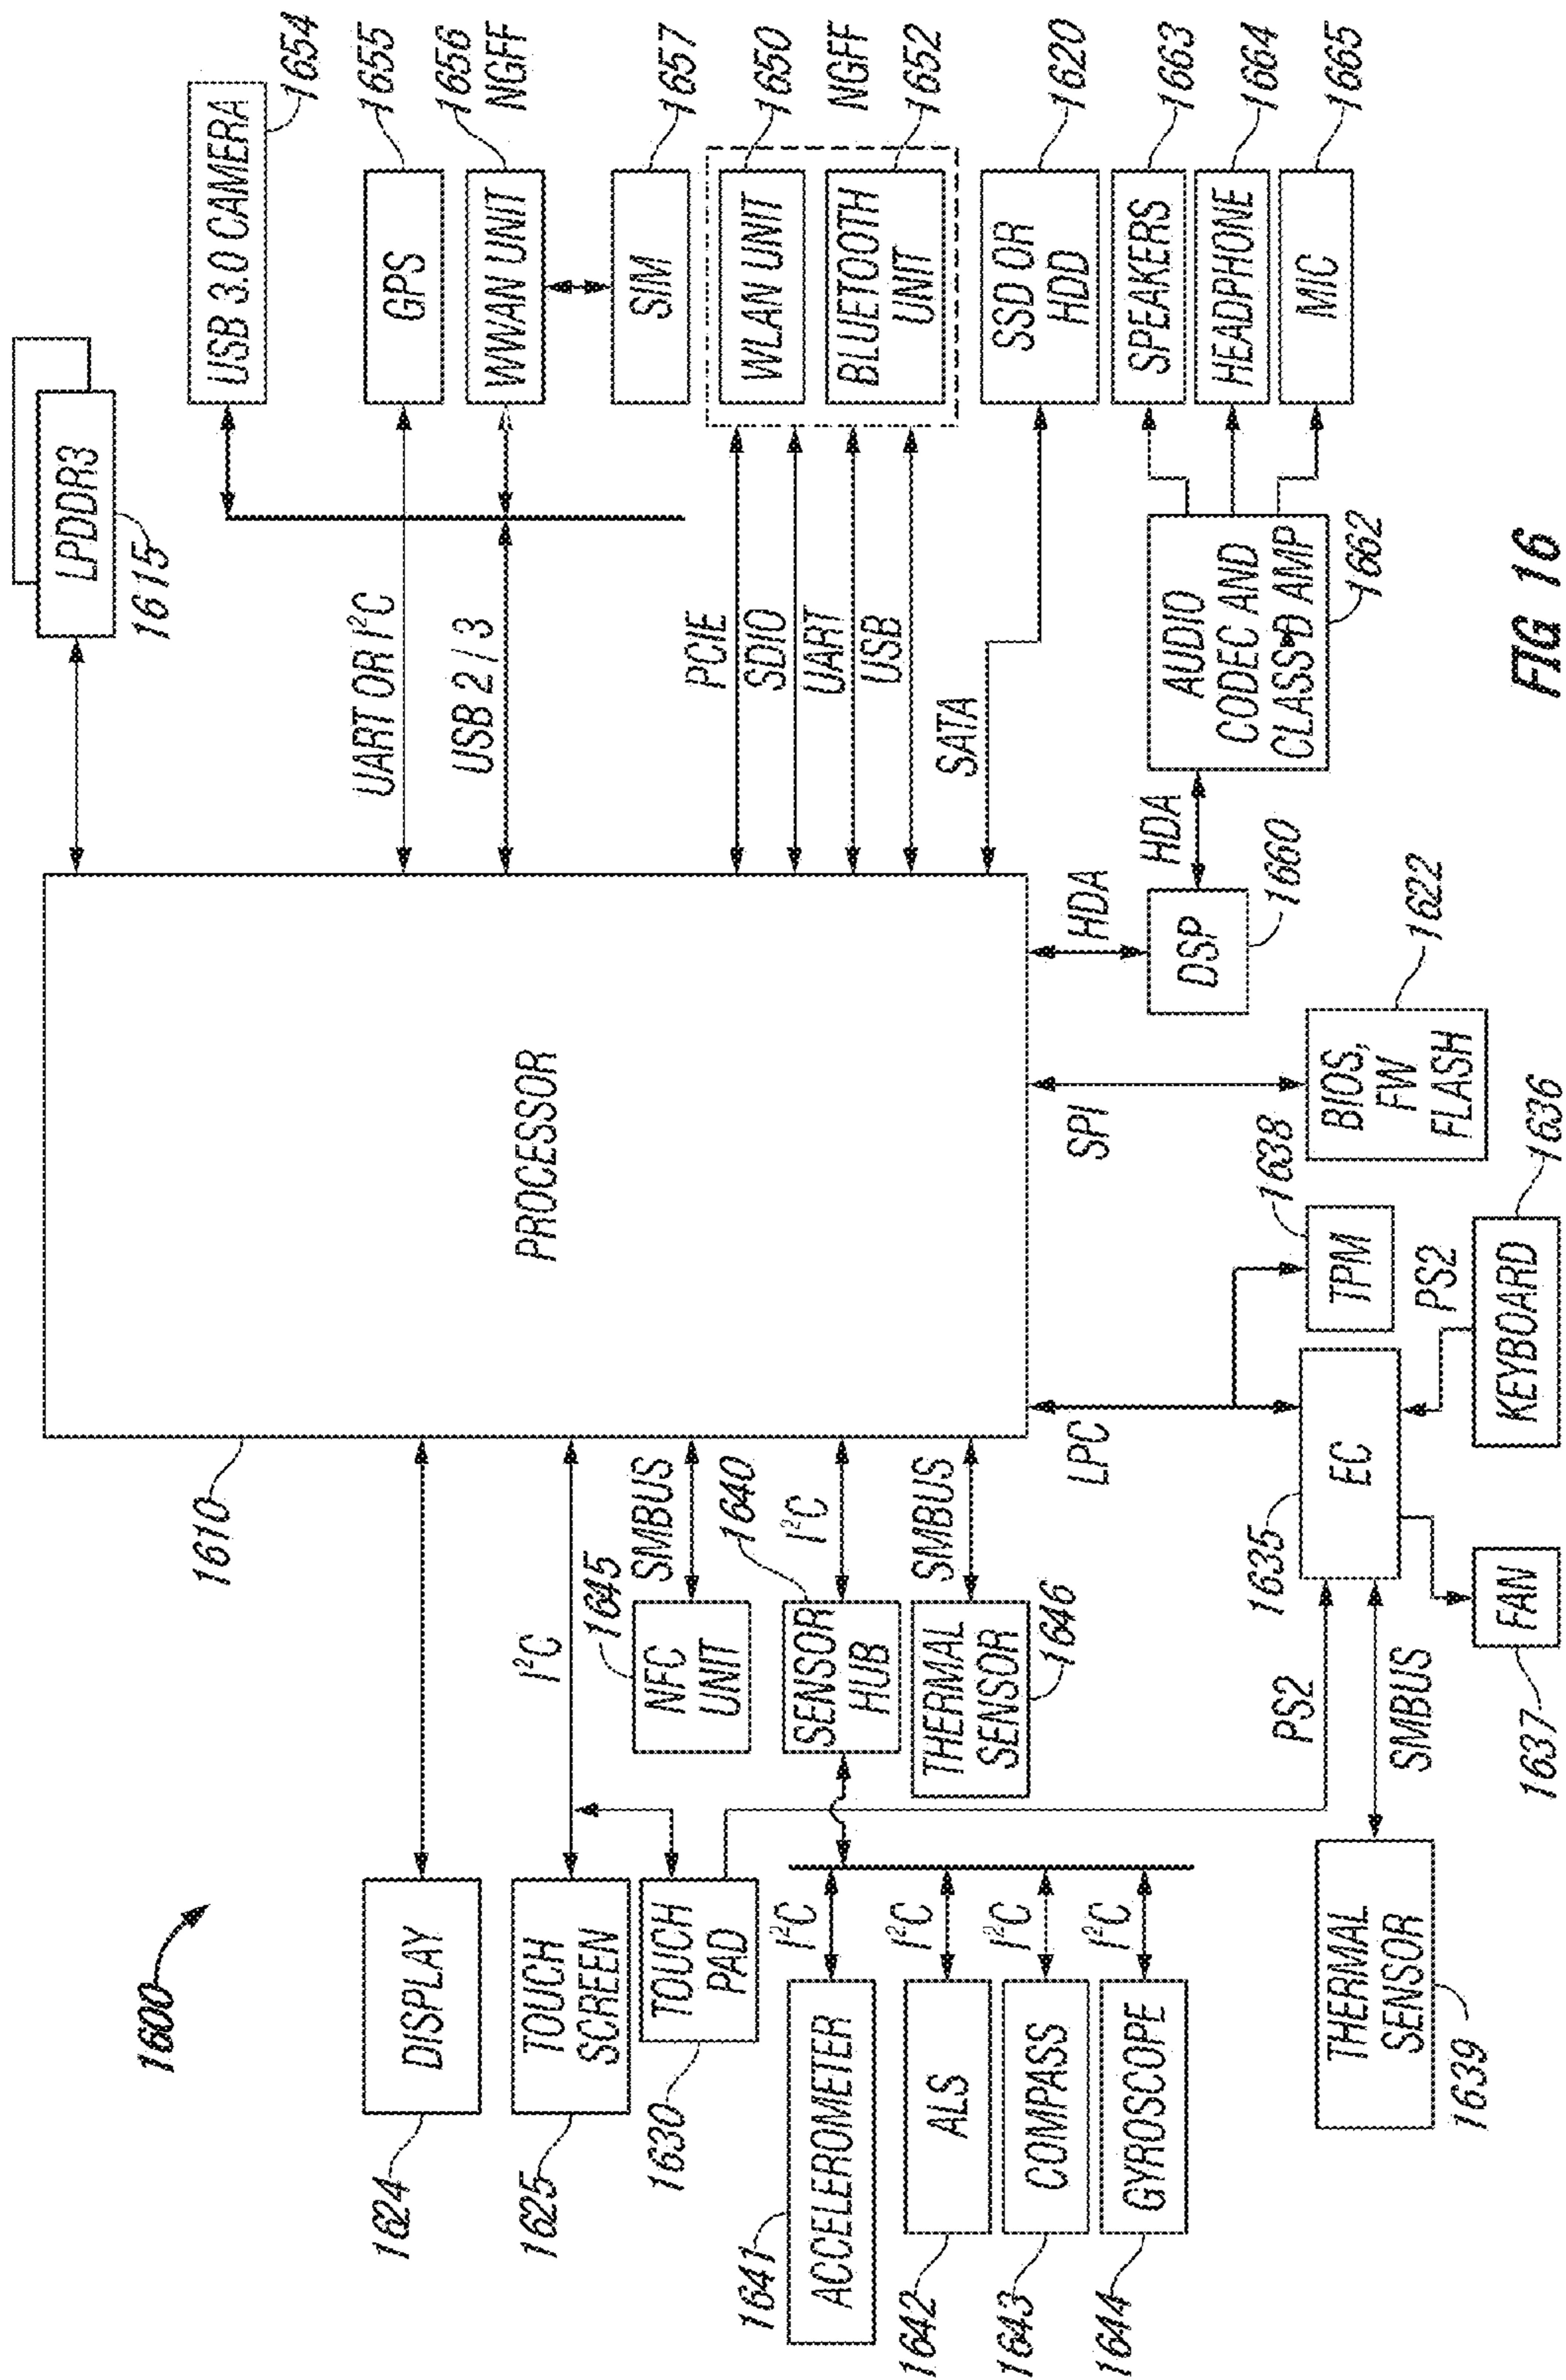 1600
1610
PROCESSOR
LPDDR3
1615
DISPLAY
1624
TOUCH
SCREEN
1625
I²C
TOUCH
PAD
1630
NFC
UNIT
1645
SMBUS
SENSOR
HUB
1640
I²C
THERMAL
SENSOR
1646
SMBUS
ACCELEROMETER
1641
I²C
ALS
1642
I²C
COMPASS
1643
I²C
GYROSCOPE
1644
I²C
THERMAL
SENSOR
1639
SMBUS
PS2
EC
1635
LPC
FAN
1637
KEYBOARD
1636
PS2
TPM
1638
BIOS,
FW
FLASH
1622
SPI
DSP
1660
HDA
HDA
AUDIO
CODEC AND
CLASS D AMP
1662
USB 3.0 CAMERA
1654
UART OR I²C
GPS
1655
USB 2 / 3
WWAN UNIT
1656
NGFF
SIM
1657
PCIE
SDIO
UART
USB
WLAN UNIT
1650
NGFF
BLUETOOTH
UNIT
1652
SATA
SSD OR
HDD
1620
SPEAKERS
1663
HEADPHONE
1664
MIC
1665
FIG 16